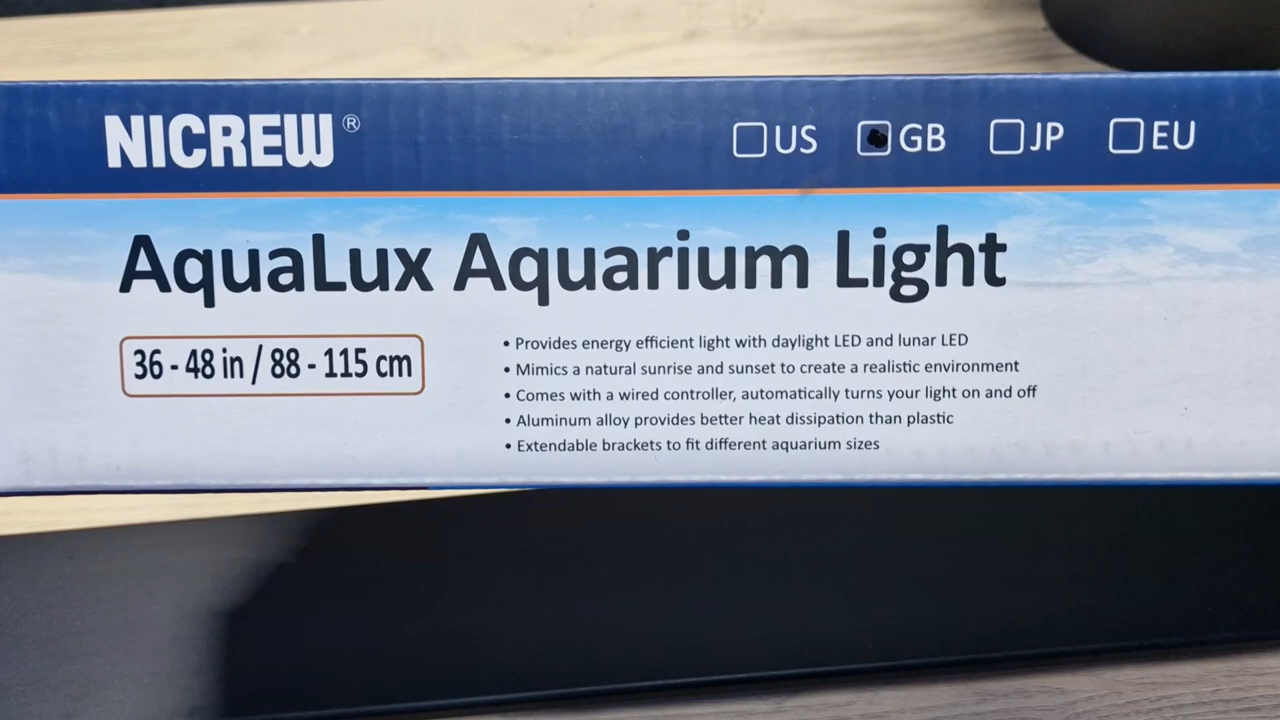 NICREW®
US GB JP EU
AquaLux Aquarium Light
36 - 48 in / 88 - 115 cm
• Provides energy efficient light with daylight LED and lunar LED
• Mimics a natural sunrise and sunset to create a realistic environment
• Comes with a wired controller, automatically turns your light on and off
• Aluminum alloy provides better heat dissipation than plastic
• Extendable brackets to fit different aquarium sizes